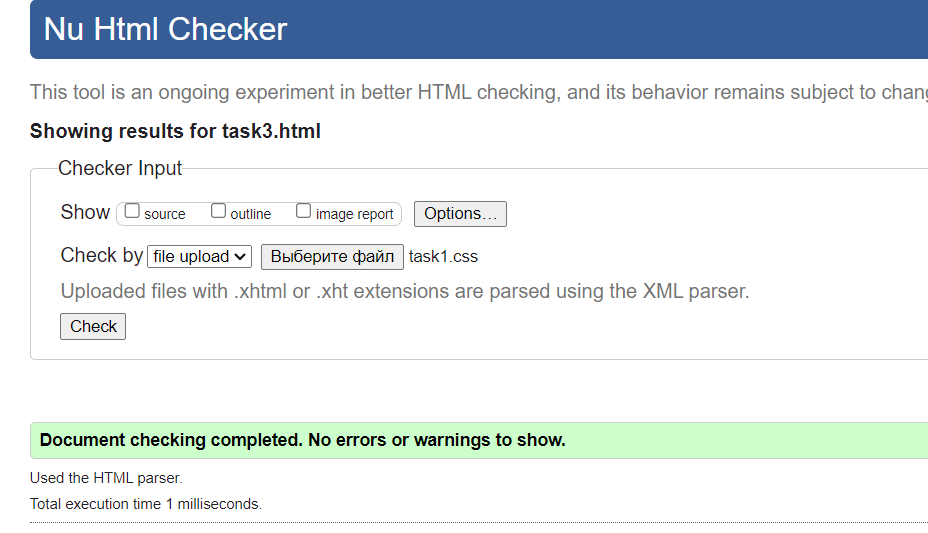 Nu Html Checker
This tool is an ongoing experiment in better HTML checking, and its behavior remains subject to chang
Showing results for task3.html
Checker Input
Show source outline image report Options…
Check by file upload Выберите файл task1.css
Uploaded files with .xhtml or .xht extensions are parsed using the XML parser.
Check
Document checking completed. No errors or warnings to show.
Used the HTML parser.
Total execution time 1 milliseconds.